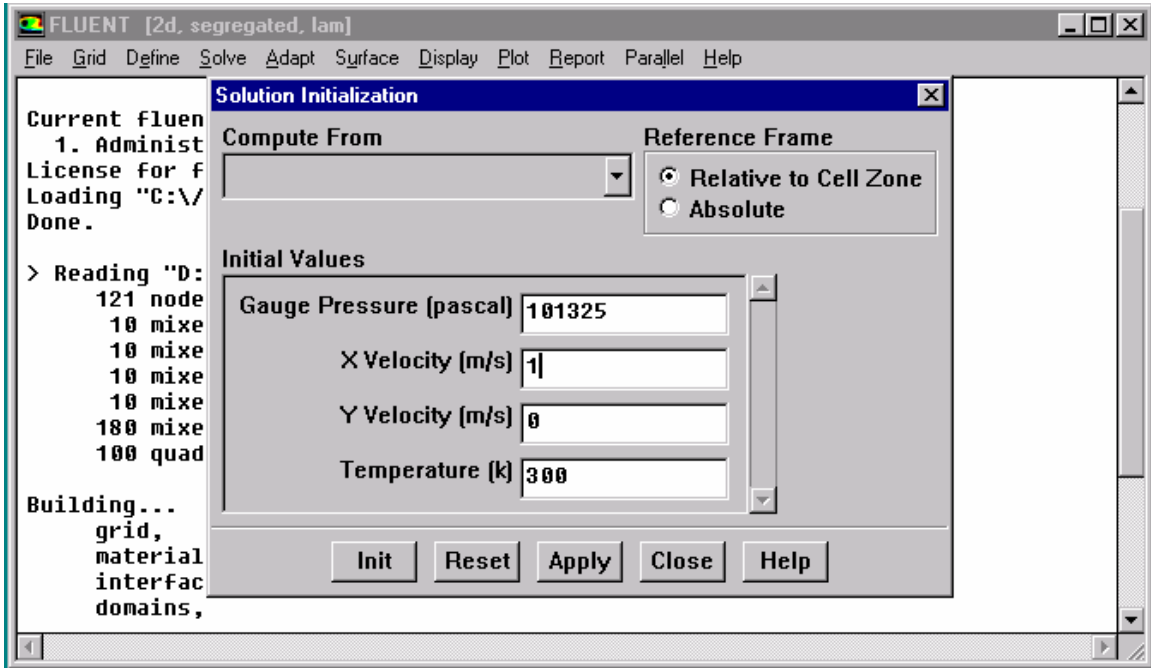 FLUENT [2d, segregated, lam]
File Grid Define Solve Adapt Surface Display Plot Report Parallel Help
Current fluen
1. Administ
License for f
Loading "C:\/
Done.
> Reading "D:
121 node
10 mixe
10 mixe
10 mixe
10 mixe
180 mixe
100 quad
Building...
grid,
material
interfac
domains,
Solution Initialization
Compute From
Reference Frame
Relative to Cell Zone
Absolute
Initial Values
Gauge Pressure (pascal) 101325
X Velocity (m/s) 1
Y Velocity (m/s) 0
Temperature (k) 300
Init Reset Apply Close Help